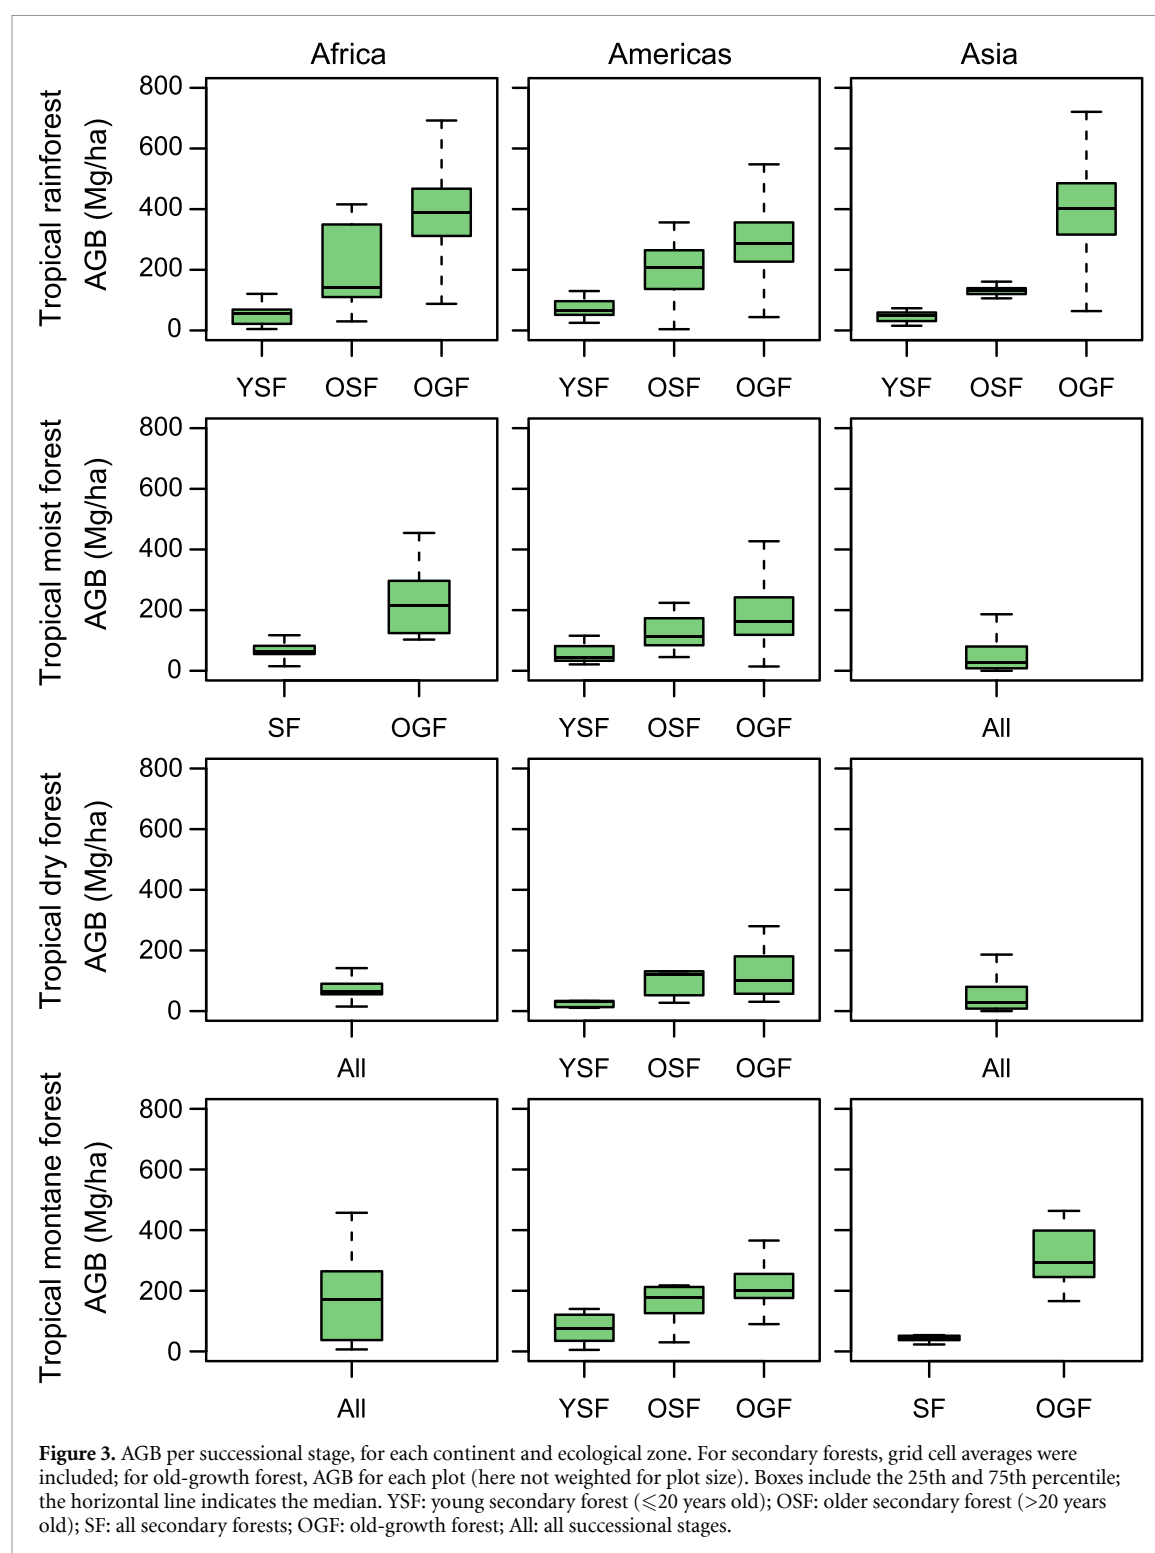 Africa Americas Asia
Tropical rainforest
AGB (Mg/ha)
800
600
400
200
0
YSF OSF OGF YSF OSF OGF YSF OSF OGF
Tropical moist forest
AGB (Mg/ha)
800
600
400
200
0
SF OGF YSF OSF OGF All
Tropical dry forest
AGB (Mg/ha)
800
600
400
200
0
All YSF OSF OGF All
Tropical montane forest
AGB (Mg/ha)
800
600
400
200
0
All YSF OSF OGF SF OGF
Figure 3. AGB per successional stage, for each continent and ecological zone. For secondary forests, grid cell averages were
included; for old-growth forest, AGB for each plot (here not weighted for plot size). Boxes include the 25th and 75th percentile;
the horizontal line indicates the median. YSF: young secondary forest (⩽20 years old); OSF: older secondary forest (>20 years
old); SF: all secondary forests; OGF: old-growth forest; All: all successional stages.